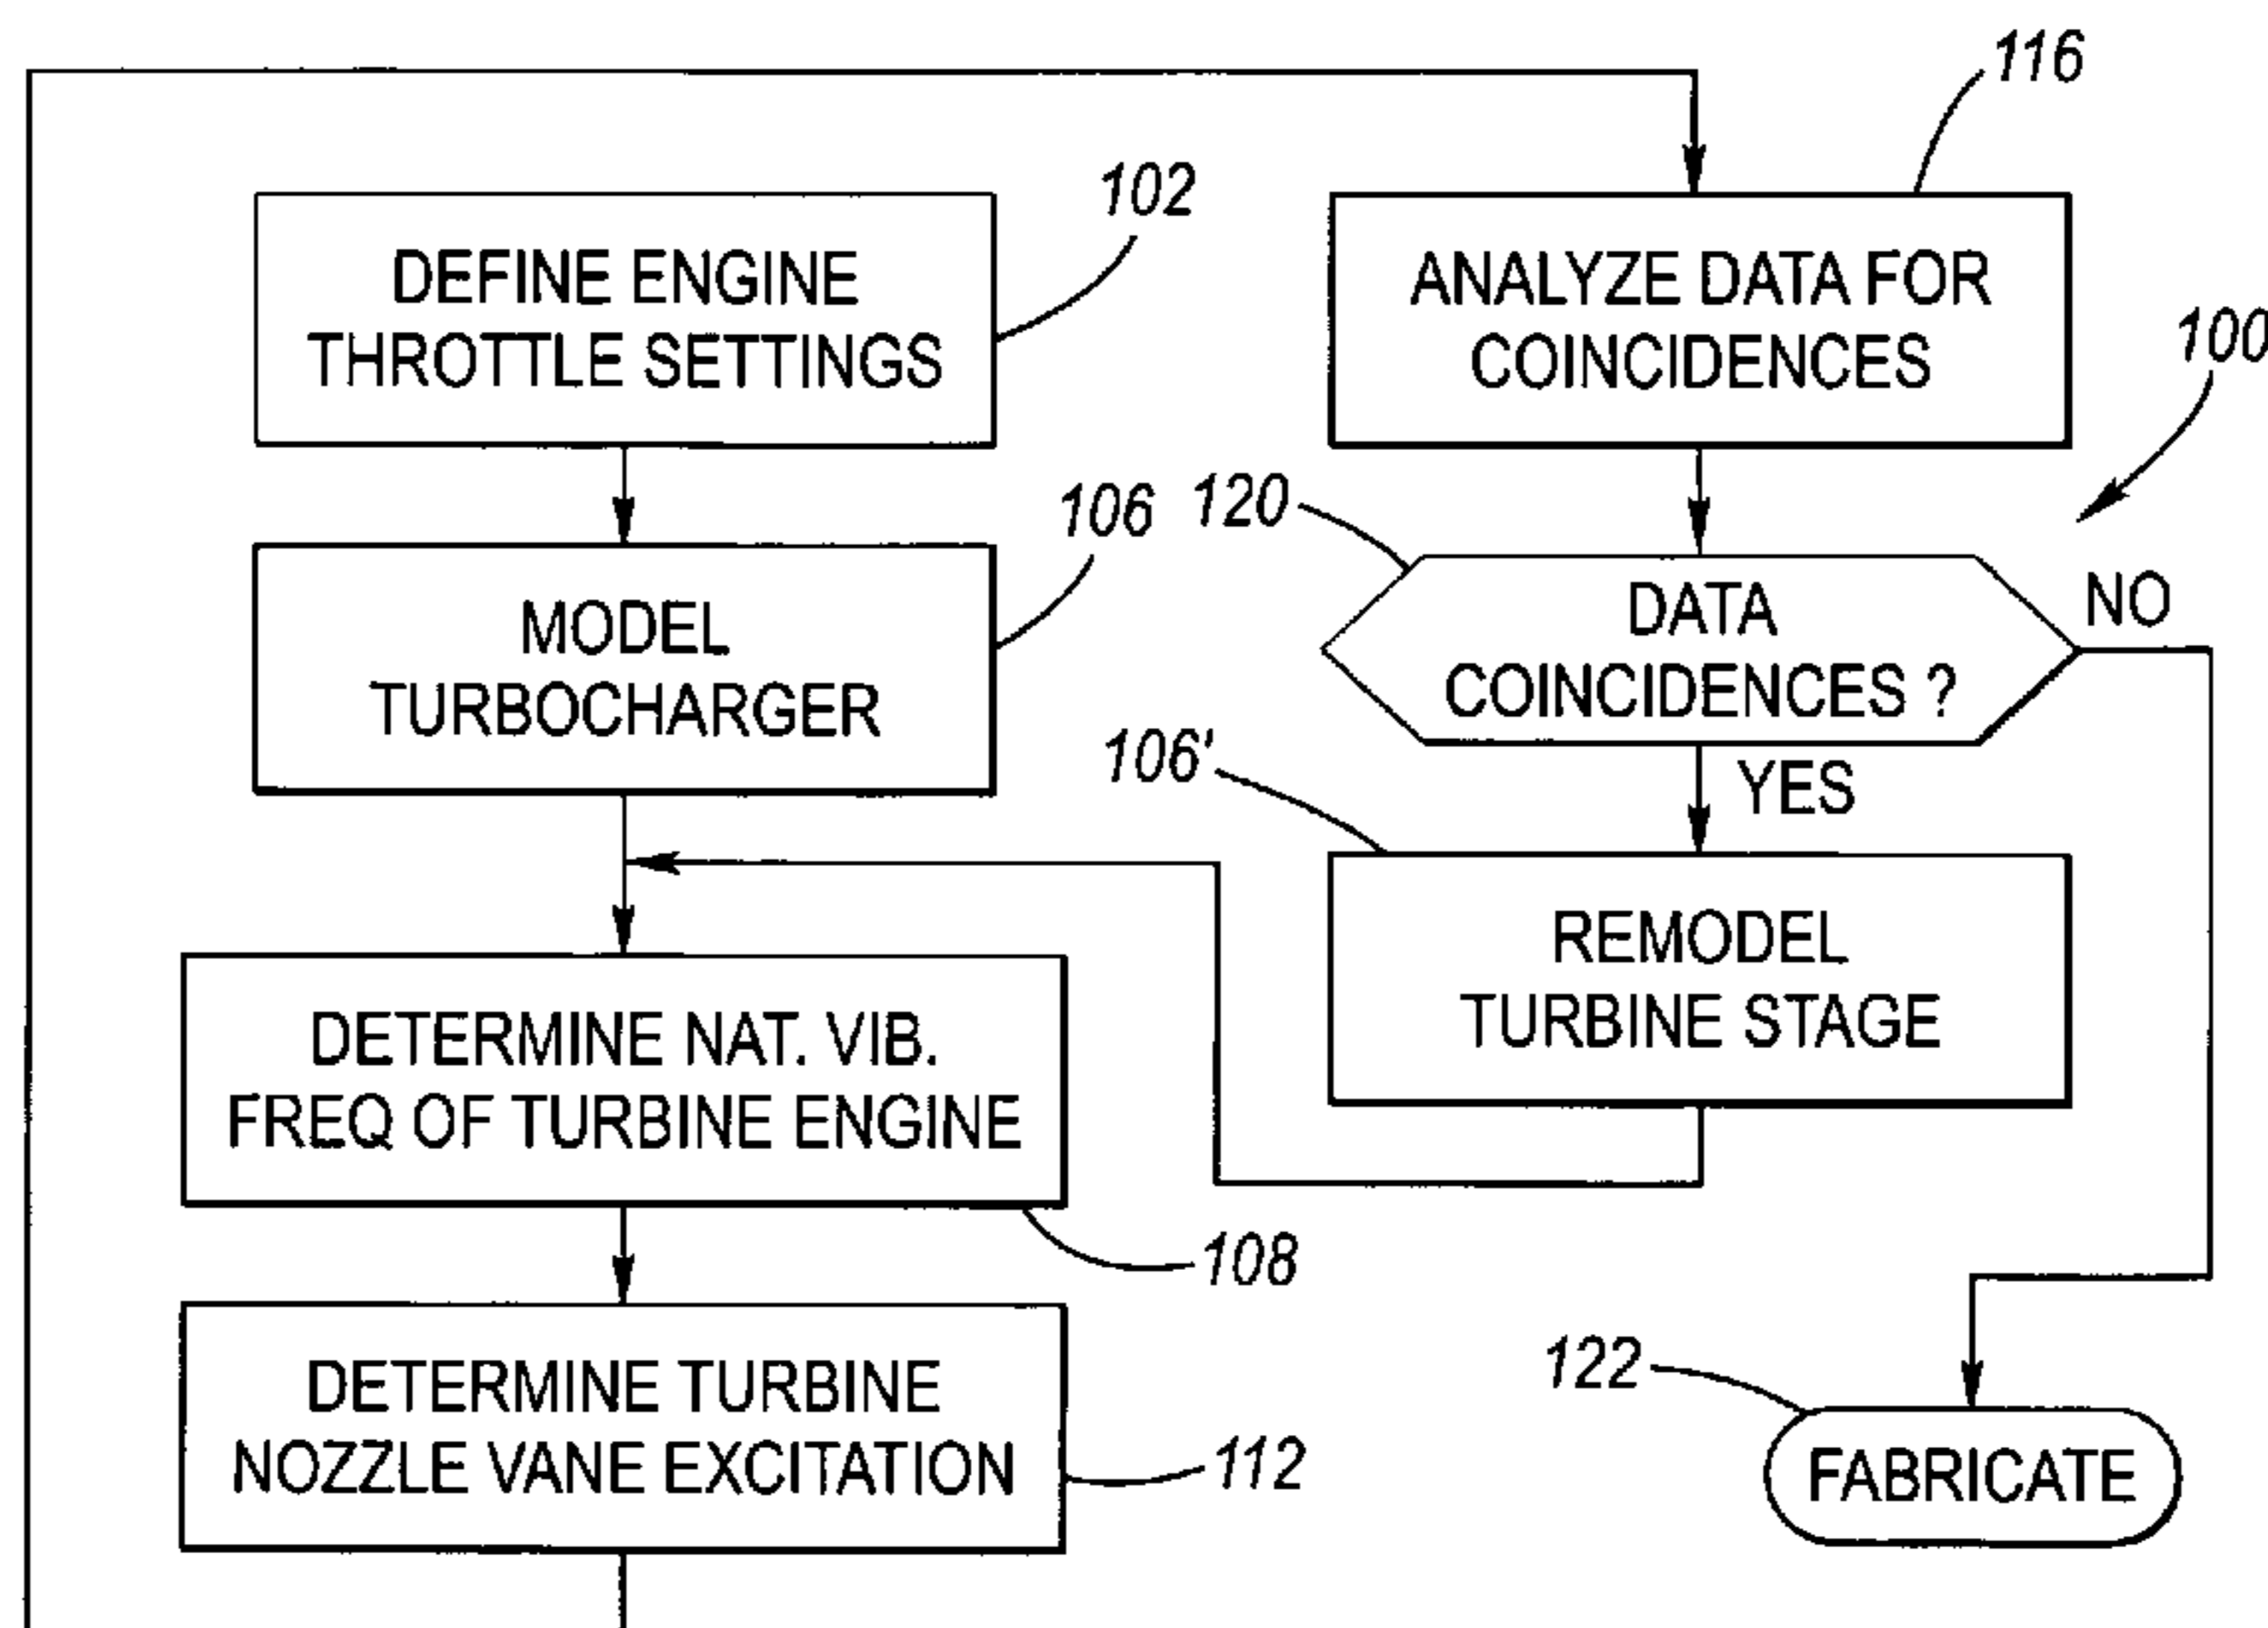 102
DEFINE ENGINE
THROTTLE SETTINGS
106
MODEL
TURBOCHARGER
DETERMINE NAT. VIB.
FREQ OF TURBINE ENGINE
108
DETERMINE TURBINE
NOZZLE VANE EXCITATION
112
116
ANALYZE DATA FOR
COINCIDENCES
100
120
DATA
COINCIDENCES ?
NO
YES
106'
REMODEL
TURBINE STAGE
122
FABRICATE